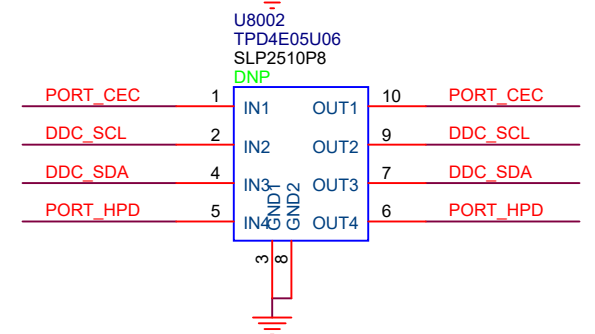 U8002
TPD4E05U06
SLP2510P8
DNP
PORT_CEC 1 IN1 OUT1 10 PORT_CEC
DDC_SCL 2 IN2 OUT2 9 DDC_SCL
DDC_SDA 4 IN3 OUT3 7 DDC_SDA
PORT_HPD 5 IN4 OUT4 6 PORT_HPD
GND1
GND2
3
8